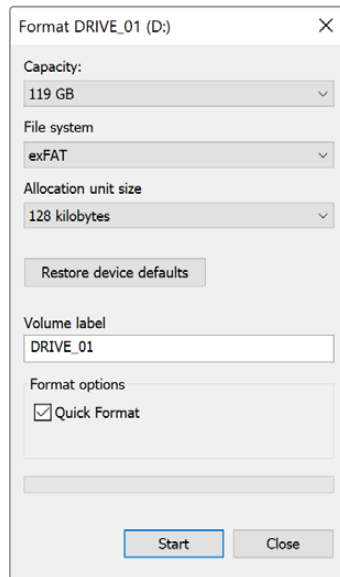 Format DRIVE_01 (D:)
Capacity:
119 GB
File system
exFAT
Allocation unit size
128 kilobytes
Restore device defaults
Volume label
DRIVE_01
Format options
Quick Format
Start Close